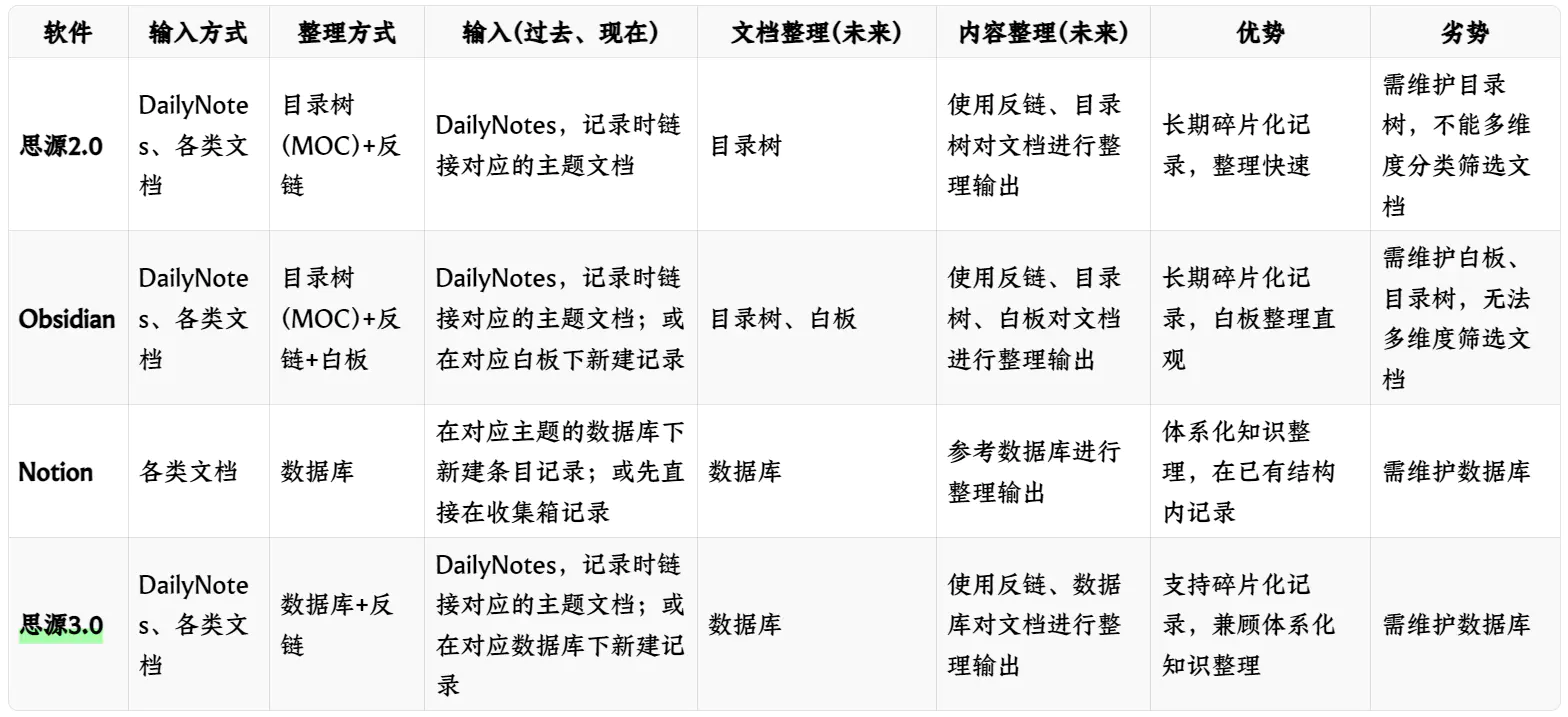 软件
输入方式
整理方式
输入(过去、现在)
文档整理(未来)
内容整理(未来)
优势
劣势
思源2.0
DailyNote
s、各类文
档
目录树
(MOC)+反
链
DailyNotes，记录时链
接对应的主题文档
目录树
使用反链、目录
树对文档进行整
理输出
长期碎片化记
录，整理快速
需维护目录
树，不能多维
度分类筛选文
档
Obsidian
DailyNote
s、各类文
档
目录树
(MOC)+反
链+白板
DailyNotes，记录时链
接对应的主题文档；或
在对应白板下新建记录
目录树、白板
使用反链、目录
树、白板对文档
进行整理输出
长期碎片化记
录，白板整理直
观
需维护白板、
目录树，无法
多维度筛选文
档
Notion
各类文档
数据库
在对应主题的数据库下
新建条目记录；或先直
接在收集箱记录
数据库
参考数据库进行
整理输出
体系化知识整
理，在已有结构
内记录
需维护数据库
思源3.0
DailyNote
s、各类文
档
数据库+反
链
DailyNotes，记录时链
接对应的主题文档；或
在对应数据库下新建记
录
数据库
使用反链、数据
库对文档进行整
理输出
支持碎片化记
录，兼顾体系化
知识整理
需维护数据库